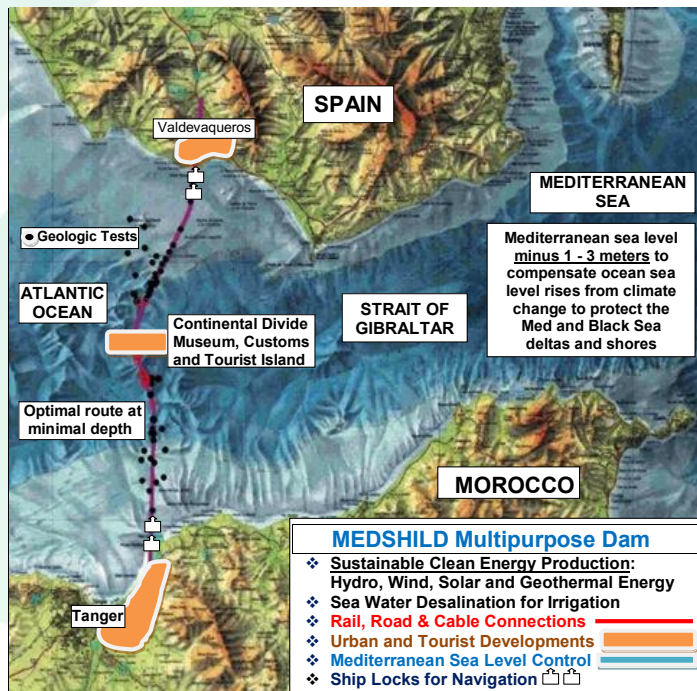 SPAIN
Valdevaqueros
MEDITERRANEAN
SEA
Geologic Tests
Mediterranean sea level
minus 1 - 3 meters to
compensate ocean sea
level rises from climate
change to protect the
Med and Black Sea
deltas and shores
ATLANTIC
OCEAN
STRAIT OF
GIBRALTAR
Continental Divide
Museum, Customs
and Tourist Island
Optimal route at
minimal depth
MOROCCO
Tanger
MEDSHILD Multipurpose Dam
❖ Sustainable Clean Energy Production:
Hydro, Wind, Solar and Geothermal Energy
❖ Sea Water Desalination for Irrigation
❖ Rail, Road & Cable Connections
❖ Urban and Tourist Developments
❖ Mediterranean Sea Level Control
❖ Ship Locks for Navigation